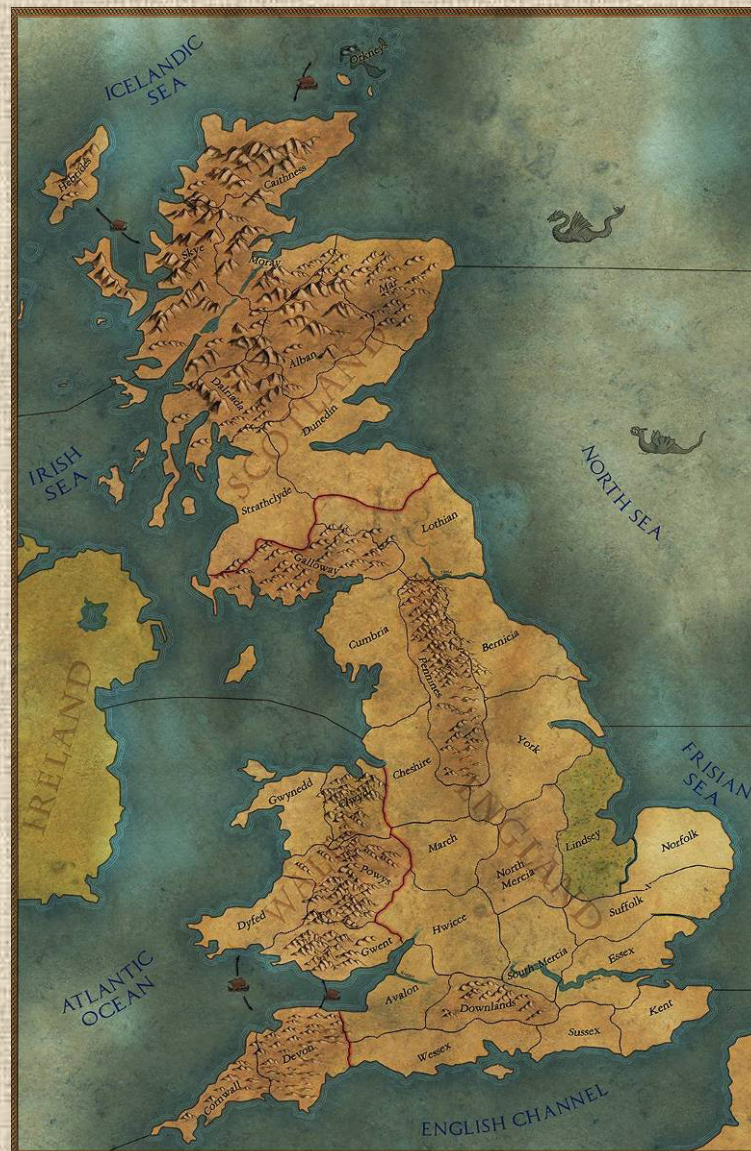 ICELANDIC
SEA
Orkneys
Hebrides
Caithness
Skye
Moray
Mar
Alban
SCOTLAND
Dalriada
Dunedin
IRISH
SEA
NORTH SEA
Strathclyde
Lothian
Galloway
Cumbria
Bernicia
Pennines
York
IRELAND
FRISIAN
SEA
Cheshire
Gwynedd
Clwyd
ENGLAND
Lindsey
Norfolk
March
North
Mercia
WALES
Powys
Suffolk
Dyfed
Hwicce
Gwent
Essex
South Mercia
ATLANTIC
OCEAN
Avalon
Downlands
Kent
Sussex
Wessex
Devon
Cornwall
ENGLISH CHANNEL